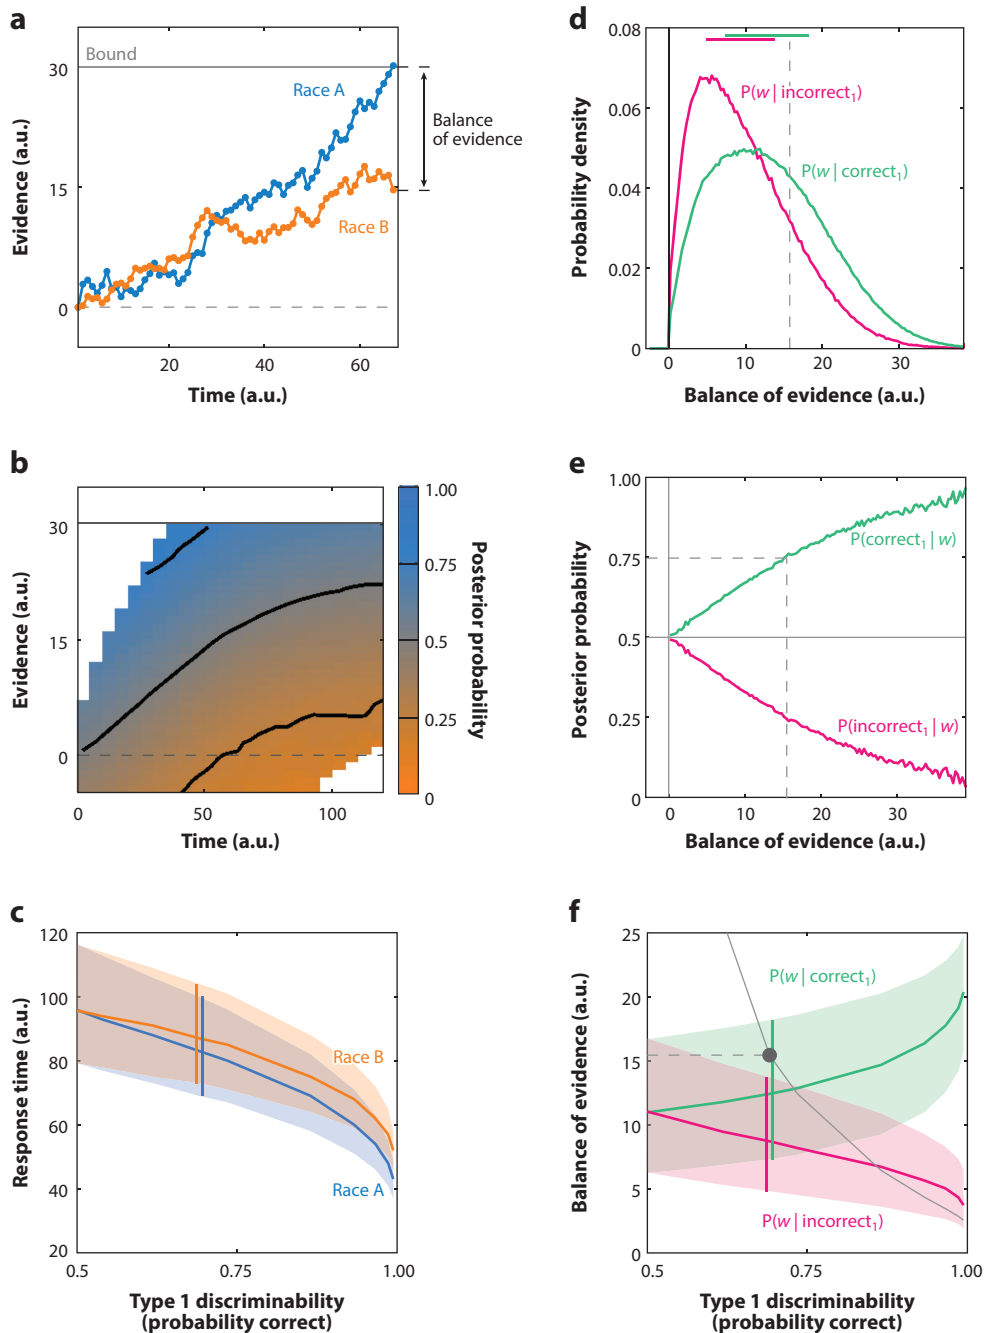 a
Evidence (a.u.)
30
15
0
Bound
Race A
Race B
Balance
of evidence
20
40
60
Time (a.u.)
b
Evidence (a.u.)
30
15
0
0
50
100
Time (a.u.)
1.00
0.75
0.5
0.25
0
Posterior probability
c
Response time (a.u.)
120
100
80
60
40
20
Race B
Race A
0.5
0.75
1.00
Type 1 discriminability
(probability correct)
d
Probability density
0.08
0.06
0.04
0.02
0
P(w | incorrect₁)
P(w | correct₁)
0
10
20
30
Balance of evidence (a.u.)
e
Posterior probability
1.00
0.75
0.5
0.25
0
P(correct₁ | w)
P(incorrect₁ | w)
0
10
20
30
Balance of evidence (a.u.)
f
Balance of evidence (a.u.)
25
20
15
10
5
0
P(w | correct₁)
P(w | incorrect₁)
0.5
0.75
1.00
Type 1 discriminability
(probability correct)